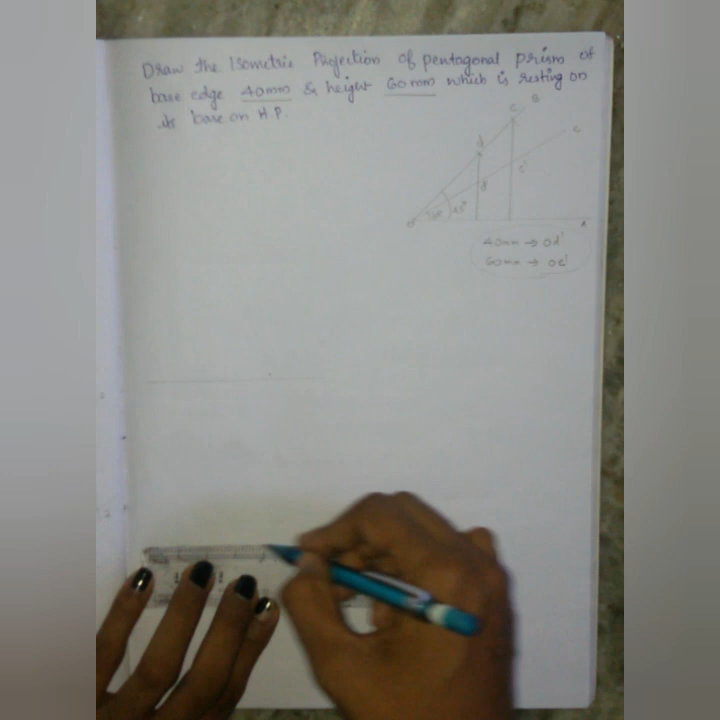 Draw the Isometric Projection of pentagonal prism of
base edge 40mm & height 60mm which is resting on
its base on H P.
B
e
c
d
e'
d'
45°
o
A
40mm → od'
60mm → oe'